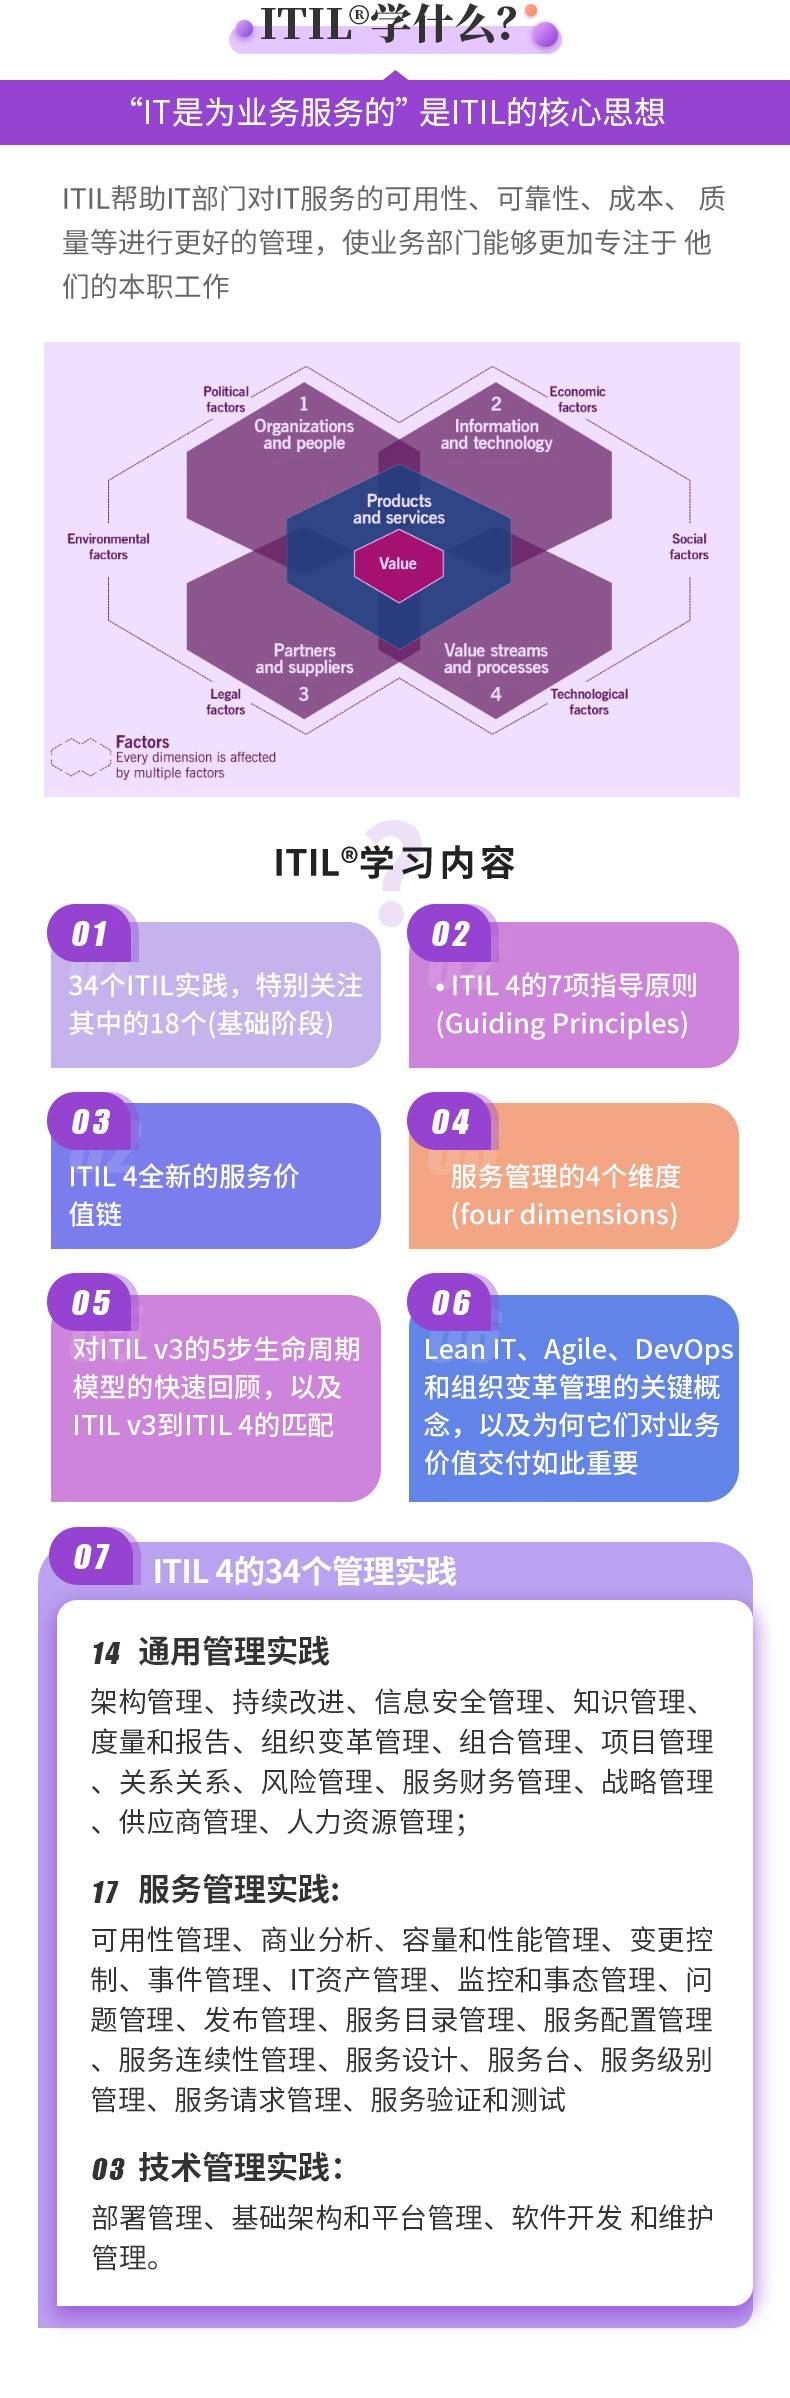 ITIL®学什么？
“IT是为业务服务的”是ITIL的核心思想
ITIL帮助IT部门对IT服务的可用性、可靠性、成本、 质
量等进行更好的管理，使业务部门能够更加专注于 他
们的本职工作
Political
factors
Economic
factors
1
Organizations
and people
2
Information
and technology
Products
and services
Environmental
factors
Social
factors
Value
Partners
and suppliers
3
Value streams
and processes
4
Legal
factors
Technological
factors
Factors
Every dimension is affected
by multiple factors
?
ITIL®学习内容
01
34个ITIL实践，特别关注
其中的18个(基础阶段)
02
• ITIL 4的7项指导原则
(Guiding Principles)
03
ITIL 4全新的服务价
值链
04
服务管理的4个维度
(four dimensions)
05
对ITIL v3的5步生命周期
模型的快速回顾，以及
ITIL v3到ITIL 4的匹配
06
Lean IT、Agile、DevOps
和组织变革管理的关键概
念，以及为何它们对业务
价值交付如此重要
07
ITIL 4的34个管理实践
14 通用管理实践
架构管理、持续改进、信息安全管理、知识管理、
度量和报告、组织变革管理、组合管理、项目管理
、关系关系、风险管理、服务财务管理、战略管理
、供应商管理、人力资源管理；
17 服务管理实践:
可用性管理、商业分析、容量和性能管理、变更控
制、事件管理、IT资产管理、监控和事态管理、问
题管理、发布管理、服务目录管理、服务配置管理
、服务连续性管理、服务设计、服务台、服务级别
管理、服务请求管理、服务验证和测试
03 技术管理实践：
部署管理、基础架构和平台管理、软件开发 和维护
管理。